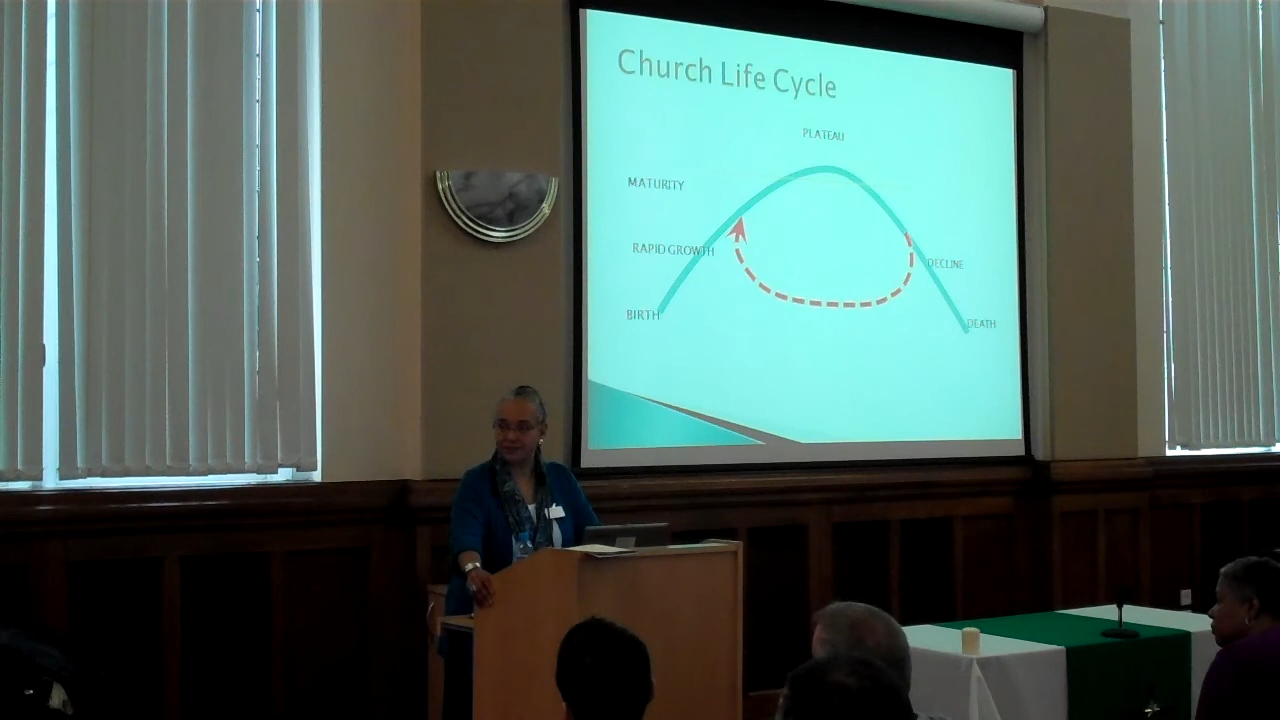 Church Life Cycle
PLATEAU
MATURITY
RAPID GROWTH
DECLINE
BIRTH
DEATH